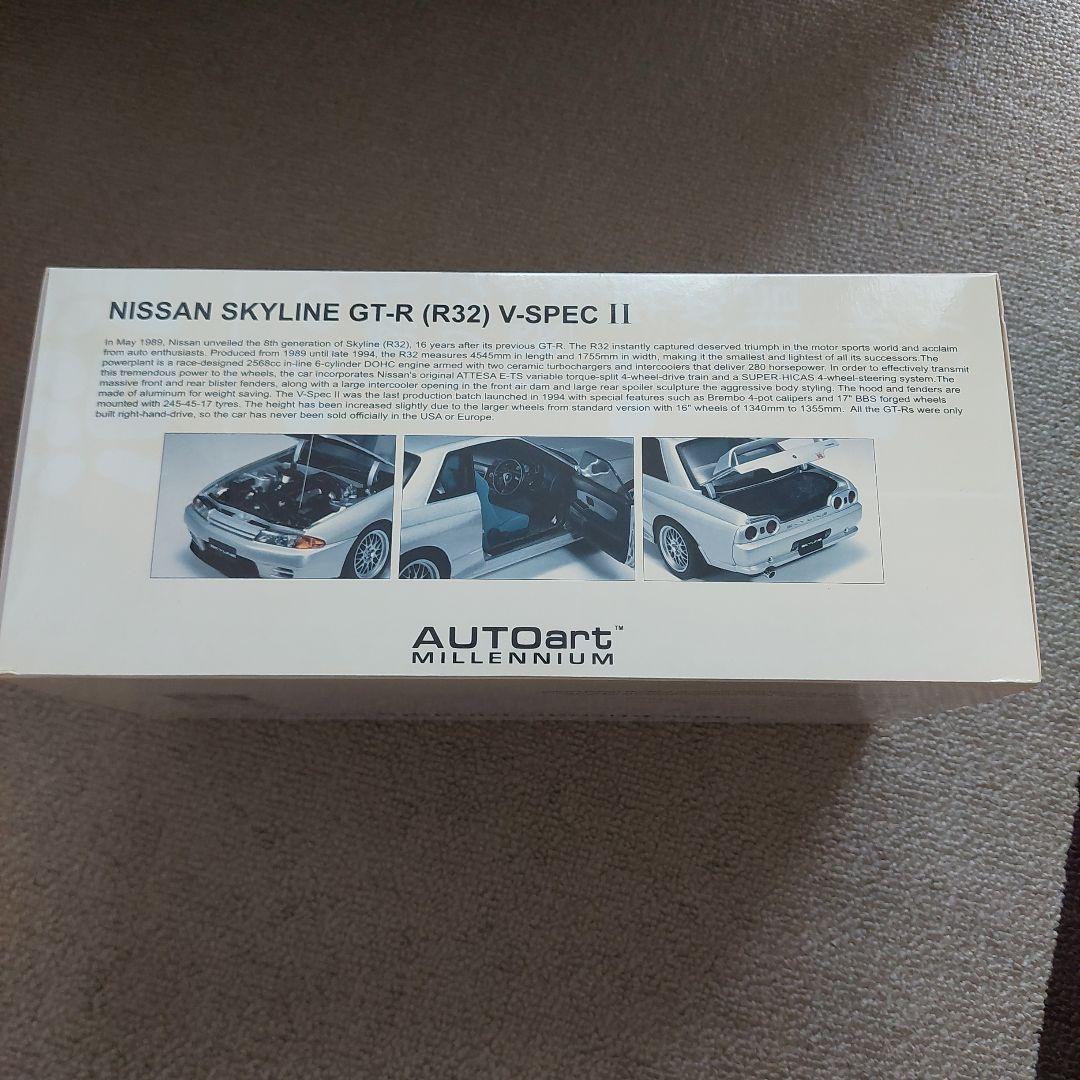 NISSAN SKYLINE GT-R (R32) V-SPEC II
In May 1989, Nissan unveiled the 8th generation of Skyline (R32), 16 years after its previous GT-R. The R32 instantly captured deserved triumph in the motor sports world and acclaim
from auto enthusiasts. Produced from 1989 until late 1994, the R32 measures 4545mm in length and 1755mm in width, making it the smallest and lightest of all its successors.The
powerplant is a race-designed 2568cc in-line 6-cylinder DOHC engine armed with two ceramic turbochargers and intercoolers that deliver 280 horsepower. In order to effectively transmit
this tremendous power to the wheels, the car incorporates Nissan's original ATTESA E-TS variable torque-split 4-wheel-drive train and a SUPER-HICAS 4-wheel-steering system.The
massive front and rear blister fenders, along with a large intercooler opening in the front air dam and large rear spoiler sculpture the aggressive body styling. The hood and fenders are
made of aluminum for weight saving. The V-Spec II was the last production batch launched in 1994 with special features such as Brembo 4-pot calipers and 17" BBS forged wheels
mounted with 245-45-17 tyres. The height has been increased slightly due to the larger wheels from standard version with 16" wheels of 1340mm to 1355mm. All the GT-Rs were only
built right-hand-drive, so the car has never been sold officially in the USA or Europe.
SKYLINE
AUTOart™
MILLENNIUM